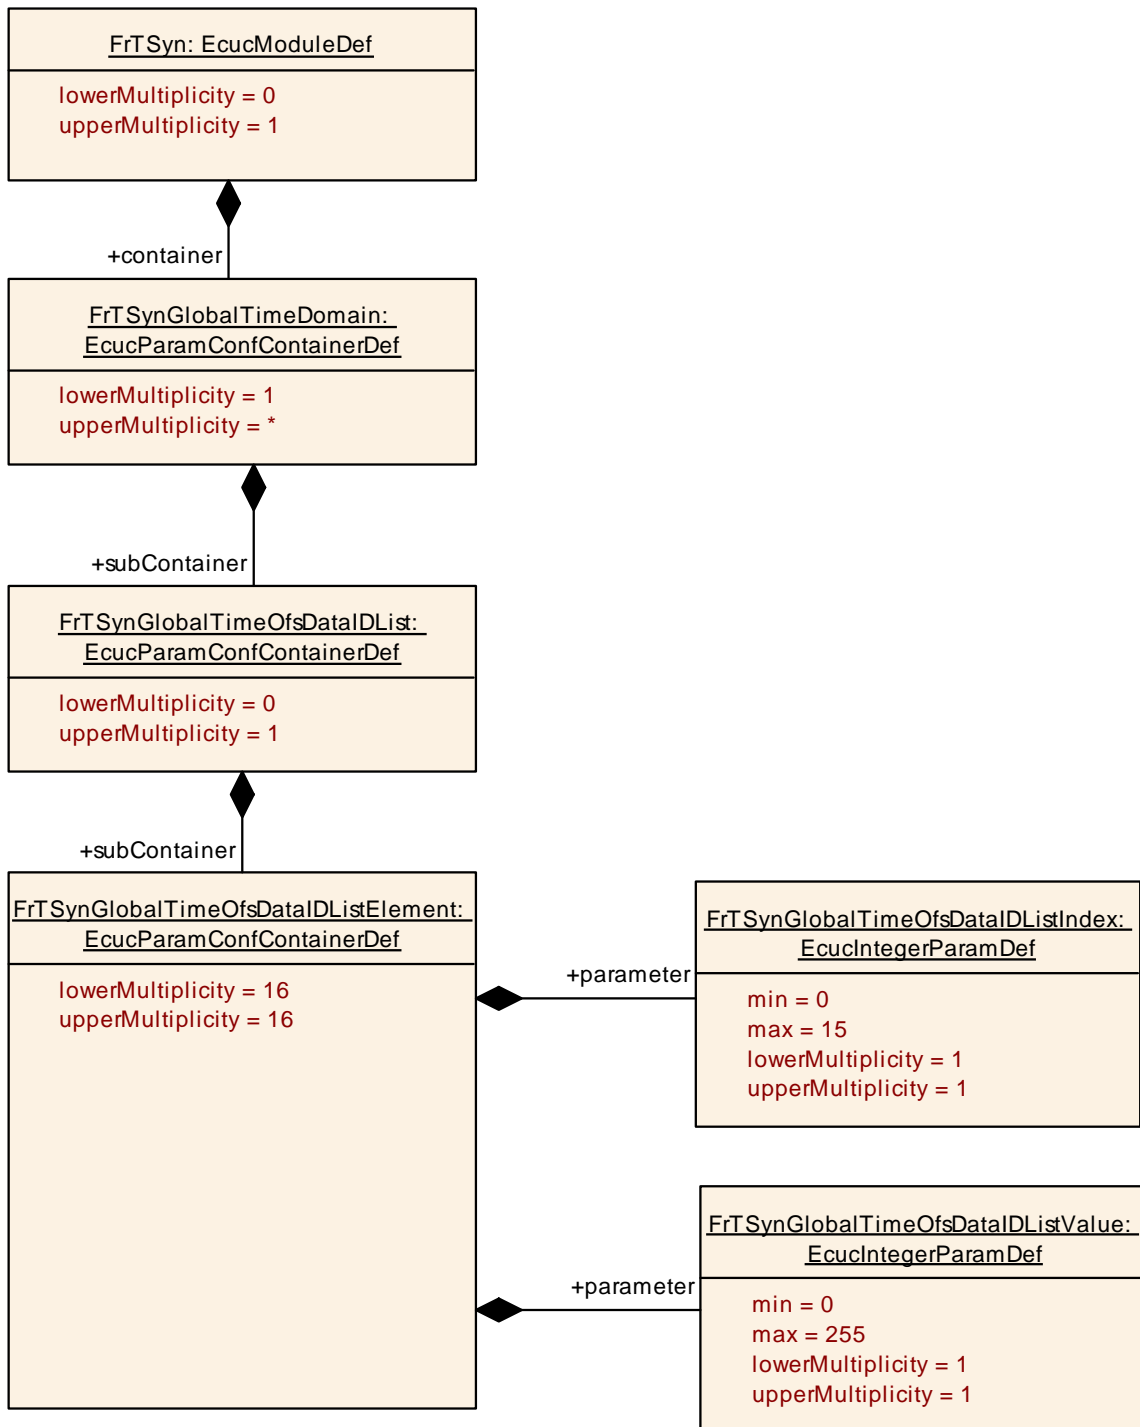 FrTSyn: EcucModuleDef
lowerMultiplicity = 0
upperMultiplicity = 1
+container
FrTSynGlobalTimeDomain:
EcucParamConfContainerDef
lowerMultiplicity = 1
upperMultiplicity = *
+subContainer
FrTSynGlobalTimeOfsDataIDList:
EcucParamConfContainerDef
lowerMultiplicity = 0
upperMultiplicity = 1
+subContainer
FrTSynGlobalTimeOfsDataIDListElement:
EcucParamConfContainerDef
lowerMultiplicity = 16
upperMultiplicity = 16
+parameter
FrTSynGlobalTimeOfsDataIDListIndex:
EcucIntegerParamDef
min = 0
max = 15
lowerMultiplicity = 1
upperMultiplicity = 1
+parameter
FrTSynGlobalTimeOfsDataIDListValue:
EcucIntegerParamDef
min = 0
max = 255
lowerMultiplicity = 1
upperMultiplicity = 1